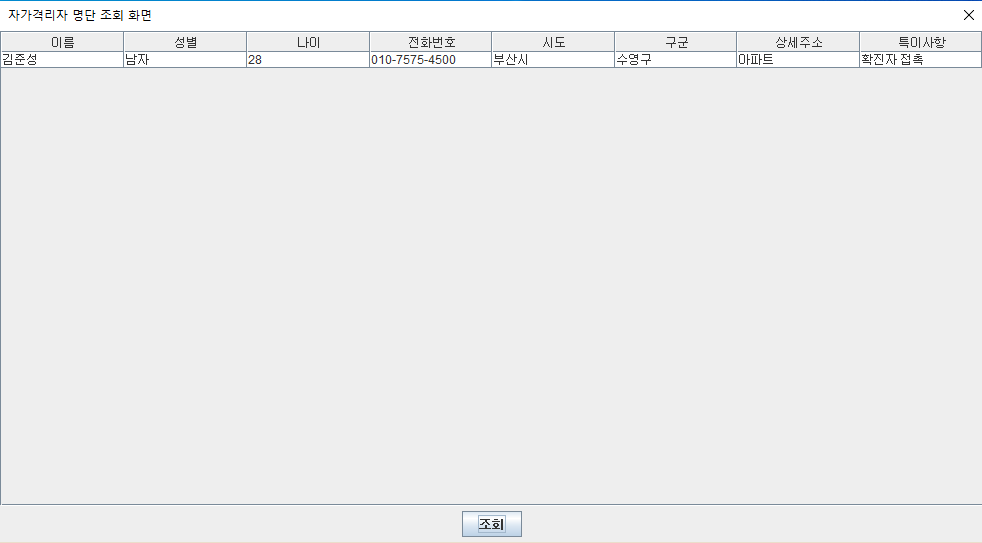 자가격리자 명단 조회 화면
이름 성별 나이 전화번호 시도 구군 상세주소 특이사항
김준성 남자 28 010-7575-4500 부산시 수영구 아파트 확진자 접촉
조회